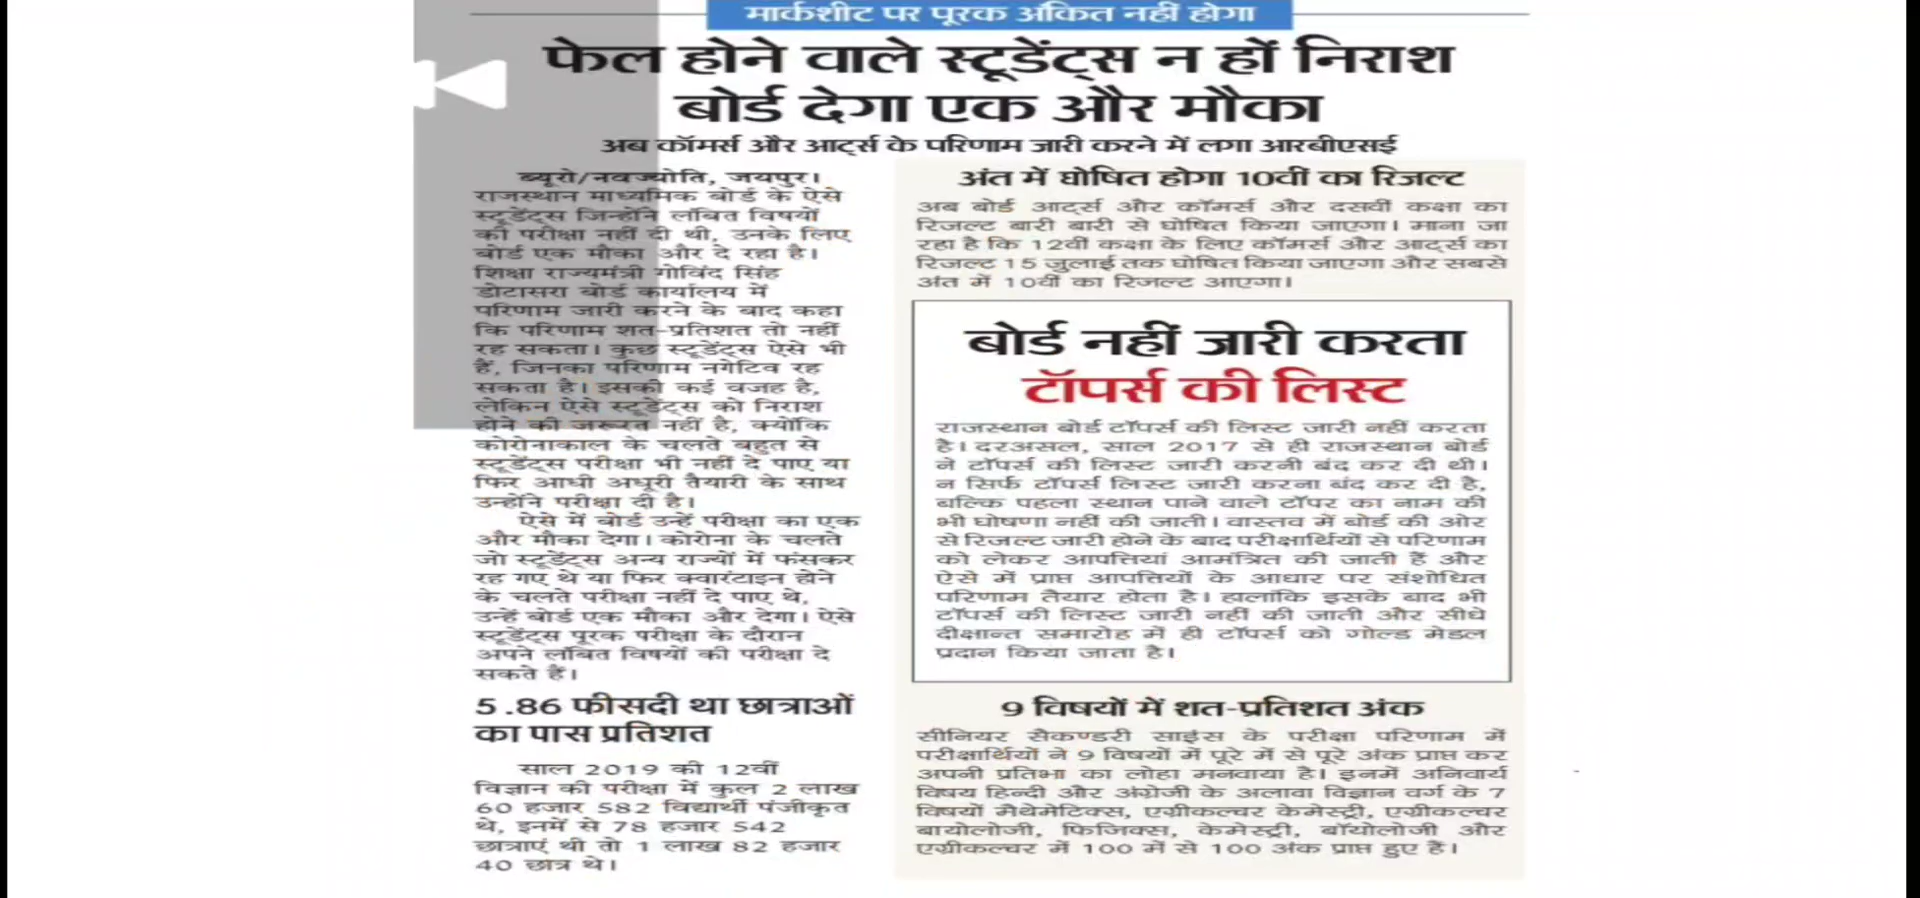 मार्कशीट पर पूरक अंकित नहीं होगा
फेल होने वाले स्टूडेंट्स न हों निराश
बोर्ड देगा एक और मौका
अब कॉमर्स और आर्ट्स के परिणाम जारी करने में लगा आरबीएसई
ब्यूरो/नवज्योति, जयपुर।
राजस्थान माध्यमिक बोर्ड के ऐसे
स्टूडेंट्स जिन्होंने लंबित विषयों
की परीक्षा नहीं दी थी, उनके लिए
बोर्ड एक मौका और दे रहा है।
शिक्षा राज्यमंत्री गोविंद सिंह
डोटासरा बोर्ड कार्यालय में
परिणाम जारी करने के बाद कहा
कि परिणाम शत-प्रतिशत तो नहीं
रह सकता। कुछ स्टूडेंट्स ऐसे भी
हैं, जिनका परिणाम नगेटिव रह
सकता है। इसकी कई वजह है,
लेकिन ऐसे स्टूडेंट्स को निराश
होने की जरूरत नहीं है, क्योंकि
कोरोनाकाल के चलते बहुत से
स्टूडेंट्स परीक्षा भी नहीं दे पाए या
फिर आधी अधूरी तैयारी के साथ
उन्होंने परीक्षा दी है।
ऐसे में बोर्ड उन्हें परीक्षा का एक
और मौका देगा। कोरोना के चलते
जो स्टूडेंट्स अन्य राज्यों में फंसकर
रह गए थे या फिर क्वारंटाइन होने
के चलते परीक्षा नहीं दे पाए थे,
उन्हें बोर्ड एक मौका और देगा। ऐसे
स्टूडेंट्स पूरक परीक्षा के दौरान
अपने लंबित विषयों की परीक्षा दे
सकते हैं।
5 .86 फीसदी था छात्राओं
का पास प्रतिशत
साल 2019 की 12वीं
विज्ञान की परीक्षा में कुल 2 लाख
60 हजार 582 विद्यार्थी पंजीकृत
थे, इनमें से 78 हजार 542
छात्राएं थी तो 1 लाख 82 हजार
40 छात्र थे।
अंत में घोषित होगा 10वीं का रिजल्ट
अब बोर्ड आर्ट्स और कॉमर्स और दसवीं कक्षा का
रिजल्ट बारी बारी से घोषित किया जाएगा। माना जा
रहा है कि 12वीं कक्षा के लिए कॉमर्स और आर्ट्स का
रिजल्ट 15 जुलाई तक घोषित किया जाएगा और सबसे
अंत में 10वीं का रिजल्ट आएगा।
बोर्ड नहीं जारी करता
टॉपर्स की लिस्ट
राजस्थान बोर्ड टॉपर्स की लिस्ट जारी नहीं करता
है। दरअसल, साल 2017 से ही राजस्थान बोर्ड
ने टॉपर्स की लिस्ट जारी करनी बंद कर दी थी।
न सिर्फ टॉपर्स लिस्ट जारी करना बंद कर दी है,
बल्कि पहला स्थान पाने वाले टॉपर का नाम की
भी घोषणा नहीं की जाती। वास्तव में बोर्ड की ओर
से रिजल्ट जारी होने के बाद परीक्षार्थियों से परिणाम
को लेकर आपत्तियां आमंत्रित की जाती हैं और
ऐसे में प्राप्त आपत्तियों के आधार पर संशोधित
परिणाम तैयार होता है। हालांकि इसके बाद भी
टॉपर्स की लिस्ट जारी नहीं की जाती और सीधे
दीक्षान्त समारोह में ही टॉपर्स को गोल्ड मेडल
प्रदान किया जाता है।
9 विषयों में शत-प्रतिशत अंक
सीनियर सैकण्डरी साइंस के परीक्षा परिणाम में
परीक्षार्थियों ने 9 विषयों में पूरे में से पूरे अंक प्राप्त कर
अपनी प्रतिभा का लोहा मनवाया है। इनमें अनिवार्य
विषय हिन्दी और अंग्रेजी के अलावा विज्ञान वर्ग के 7
विषयों मैथेमेटिक्स, एग्रीकल्चर केमेस्ट्री, एग्रीकल्चर
बायोलोजी, फिजिक्स, केमेस्ट्री, बॉयोलोजी और
एग्रीकल्चर में 100 में से 100 अंक प्राप्त हुए है।